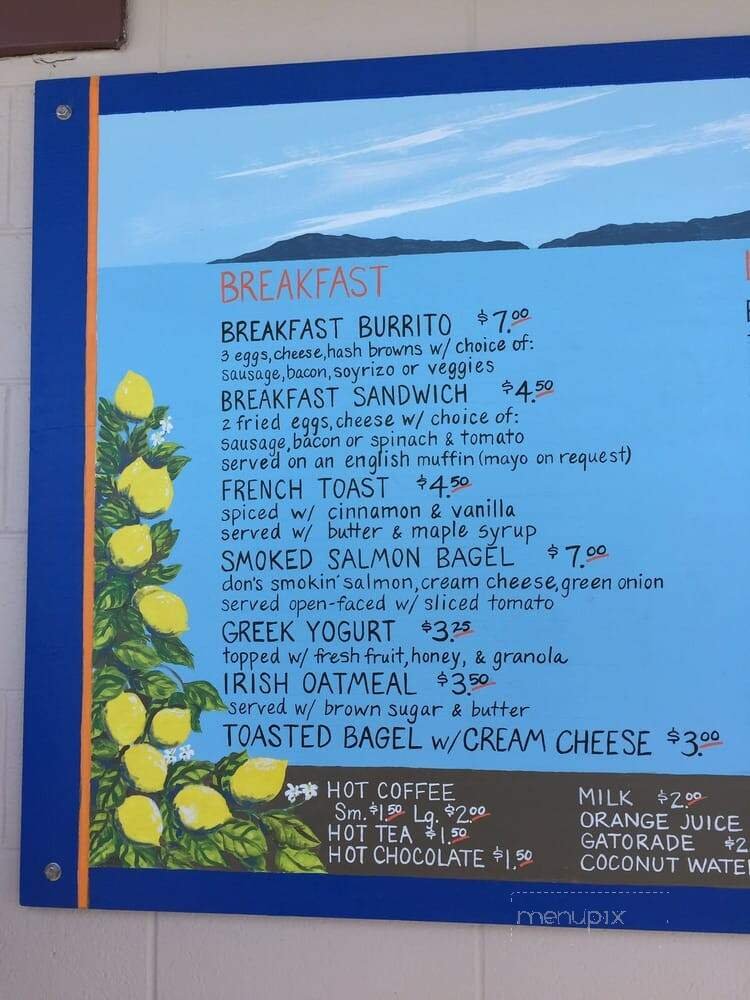 BREAKFAST
BREAKFAST BURRITO $7.00
3 eggs, cheese, hash browns w/ choice of:
sausage, bacon, soyrizo or veggies
BREAKFAST SANDWICH $4.50
2 fried eggs, cheese w/ choice of:
sausage, bacon or spinach & tomato
served on an english muffin (mayo on request)
FRENCH TOAST $4.50
spiced w/ cinnamon & vanilla
served w/ butter & maple syrup
SMOKED SALMON BAGEL $7.00
don's smokin' salmon, cream cheese, green onion
served open-faced w/ sliced tomato
GREEK YOGURT $3.25
topped w/ fresh fruit, honey, & granola
IRISH OATMEAL $3.50
served w/ brown sugar & butter
TOASTED BAGEL w/ CREAM CHEESE $3.00
HOT COFFEE
Sm. $1.50 Lg. $2.00
HOT TEA $1.50
HOT CHOCOLATE $1.50
MILK $2.00
ORANGE JUICE
GATORADE $2
COCONUT WATER
menupix